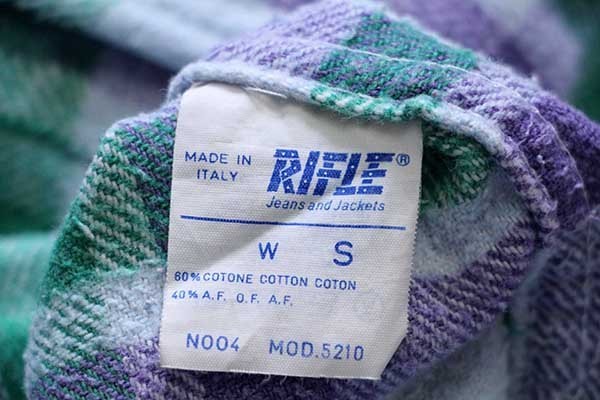 MADE IN
ITALY
RIFLE®
Jeans and Jackets
W S
60% COTONE COTTON COTON
40% A.F. O.F. A.F.
N004 MOD.5210